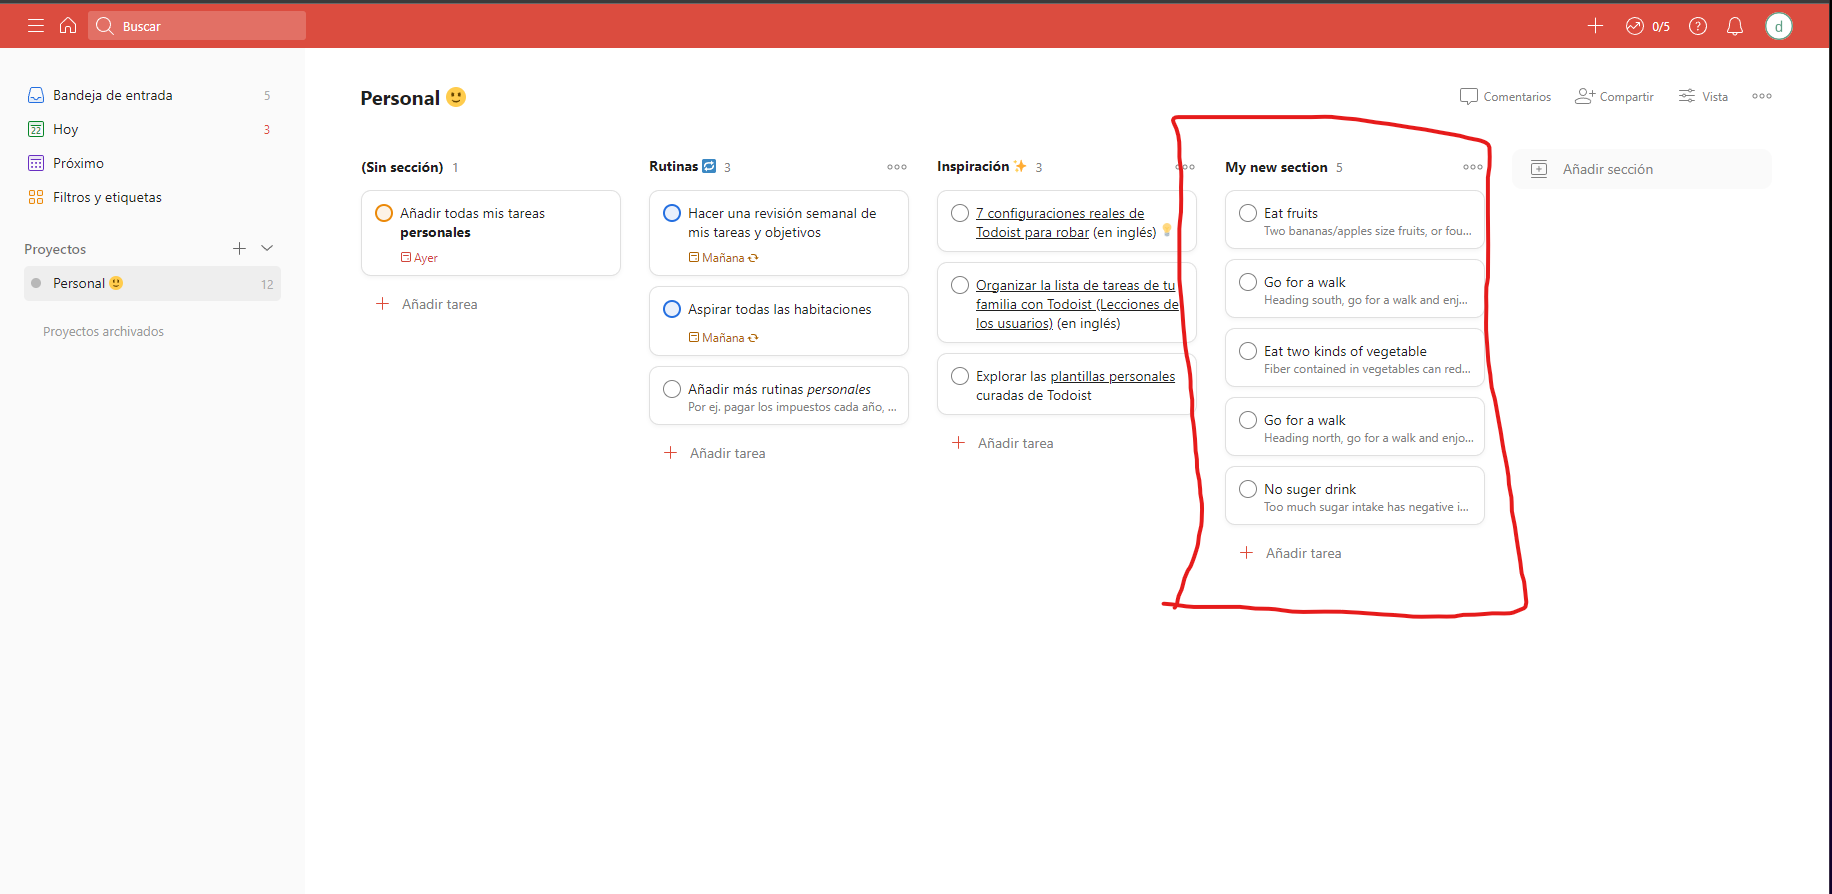 Buscar
0/5
d
Bandeja de entrada 5
22 Hoy 3
Próximo
Filtros y etiquetas
Proyectos
Personal 🙂 12
Proyectos archivados
Personal 🙂
Comentarios Compartir Vista
(Sin sección) 1
Añadir todas mis tareas
personales
Ayer
Añadir tarea
Rutinas 🔁 3
Hacer una revisión semanal de
mis tareas y objetivos
Mañana
Aspirar todas las habitaciones
Mañana
Añadir más rutinas personales
Por ej. pagar los impuestos cada año, ...
Añadir tarea
Inspiración ✨ 3
7 configuraciones reales de
Todoist para robar (en inglés) 💡
Organizar la lista de tareas de tu
familia con Todoist (Lecciones de
los usuarios) (en inglés)
Explorar las plantillas personales
curadas de Todoist
Añadir tarea
My new section 5
Eat fruits
Two bananas/apples size fruits, or fou...
Go for a walk
Heading south, go for a walk and enj...
Eat two kinds of vegetable
Fiber contained in vegetables can red...
Go for a walk
Heading north, go for a walk and enjo...
No suger drink
Too much sugar intake has negative i...
Añadir tarea
Añadir sección